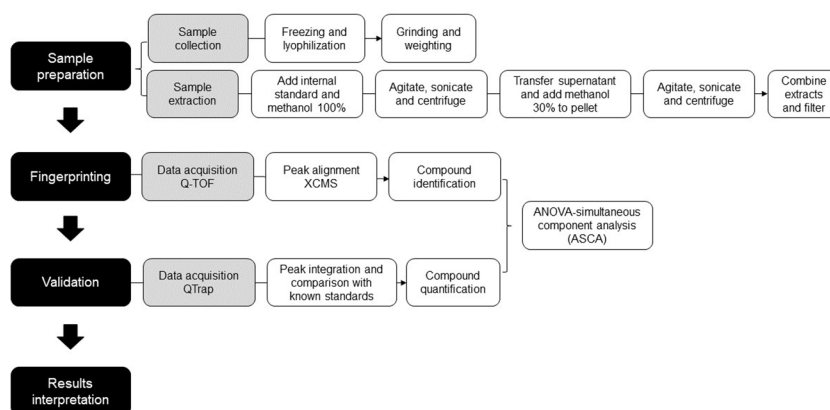 Sample
preparation
Sample
collection
Freezing and
lyophilization
Grinding and
weighting
Sample
extraction
Add internal
standard and
methanol 100%
Agitate, sonicate
and centrifuge
Transfer supernatant
and add methanol
30% to pellet
Agitate, sonicate
and centrifuge
Combine
extracts
and filter
Fingerprinting
Data acquisition
Q-TOF
Peak alignment
XCMS
Compound
identification
ANOVA-simultaneous
component analysis
(ASCA)
Validation
Data acquisition
QTrap
Peak integration and
comparison with
known standards
Compound
quantification
Results
interpretation